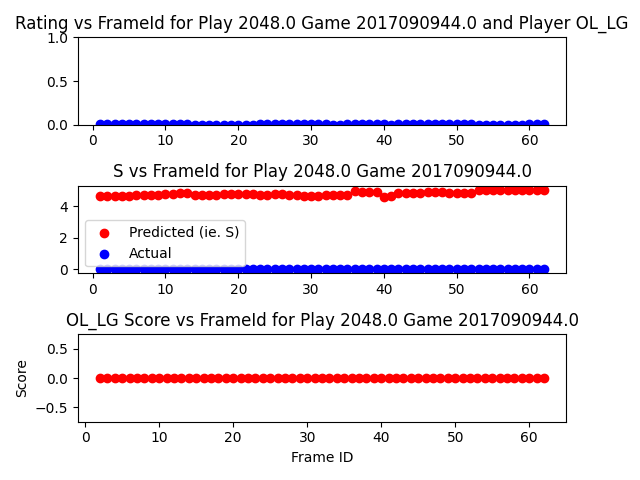 Rating vs FrameId for Play 2048.0 Game 2017090944.0 and Player OL_LG
1.0
0.5
0.0
0 10 20 30 40 50 60
S vs FrameId for Play 2048.0 Game 2017090944.0
4
2
0
Predicted (ie. S)
Actual
0 10 20 30 40 50 60
OL_LG Score vs FrameId for Play 2048.0 Game 2017090944.0
Score
0.5
0.0
−0.5
0 10 20 30 40 50 60
Frame ID